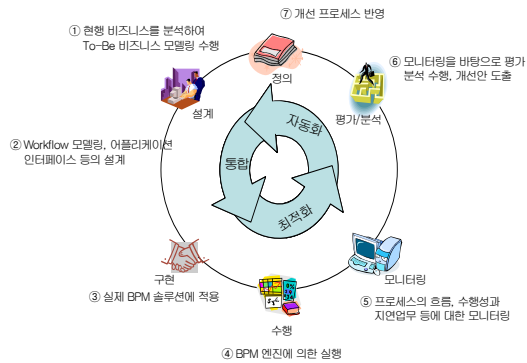 ⑦ 개선 프로세스 반영
① 현행 비즈니스를 분석하여
To-Be 비즈니스 모델링 수행
정의
⑥ 모니터링을 바탕으로 평가
분석 수행, 개선안 도출
설계
평가/분석
자동화
② Workflow 모델링, 어플리케이션
인터페이스 등의 설계
통합
최적화
구현
모니터링
③ 실제 BPM 솔루션에 적용
⑤ 프로세스의 흐름, 수행성과
지연업무 등에 대한 모니터링
수행
④ BPM 엔진에 의한 실행